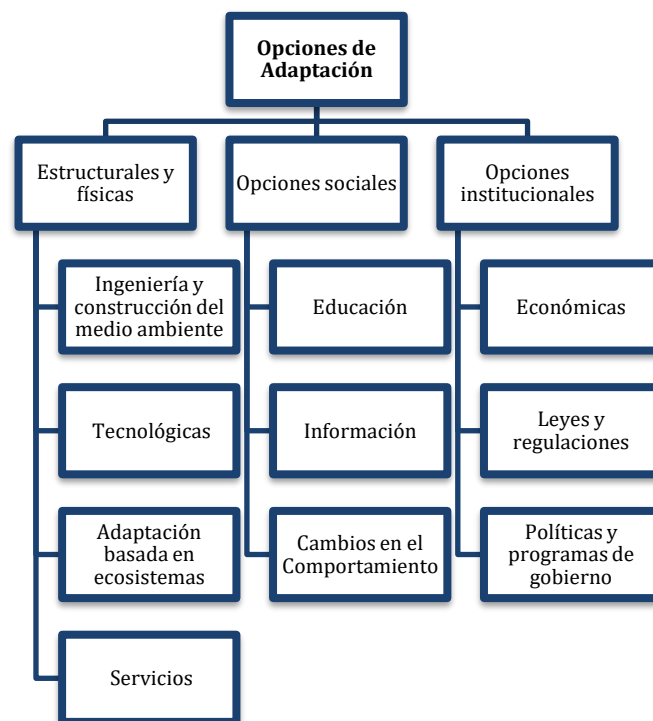 Opciones de
Adaptación
Estructurales y
físicas
Opciones sociales
Opciones
institucionales
Ingeniería y
construcción del
medio ambiente
Educación
Económicas
Tecnológicas
Información
Leyes y
regulaciones
Adaptación
basada en
ecosistemas
Cambios en el
Comportamiento
Políticas y
programas de
gobierno
Servicios